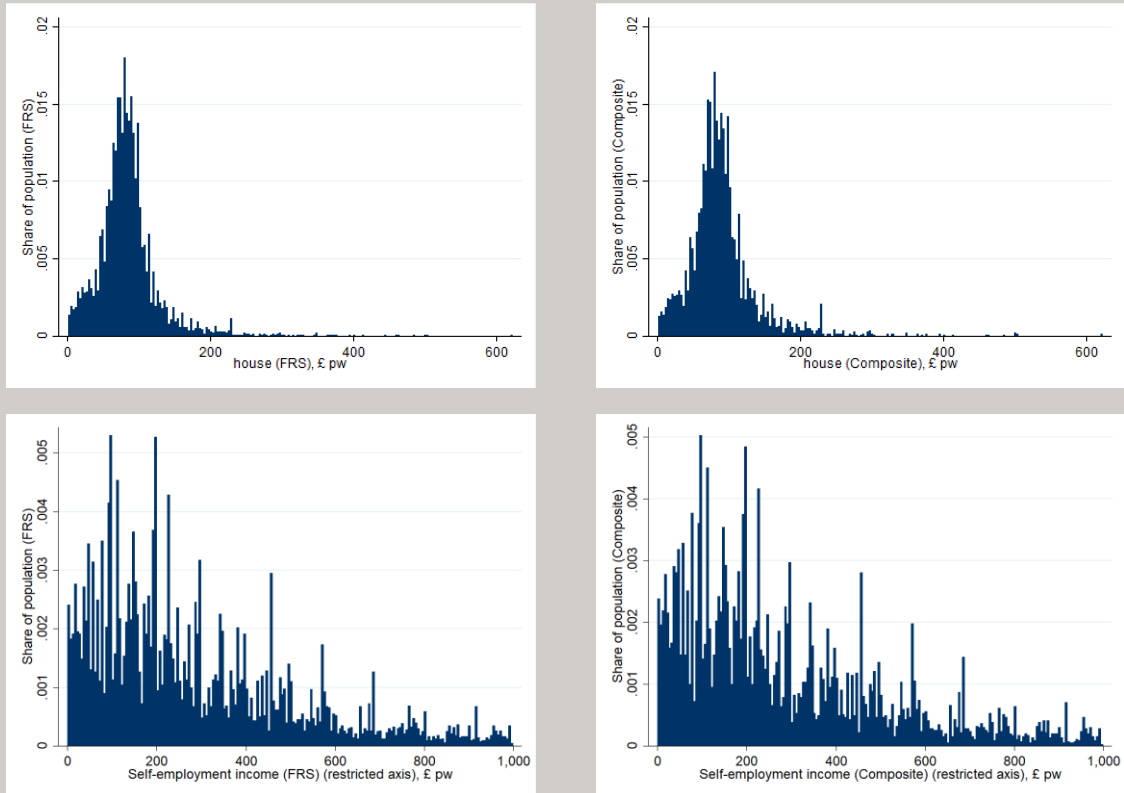 Share of population (FRS)
.02
.015
.01
.005
0
0 200 400 600
house (FRS), £ pw
Share of population (Composite)
.02
.015
.01
.005
0
0 200 400 600
house (Composite), £ pw
Share of population (FRS)
.005
.004
.003
.002
.001
0
0 200 400 600 800 1,000
Self-employment income (FRS) (restricted axis), £ pw
Share of population (Composite)
.005
.004
.003
.002
.001
0
0 200 400 600 800 1,000
Self-employment income (Composite) (restricted axis), £ pw